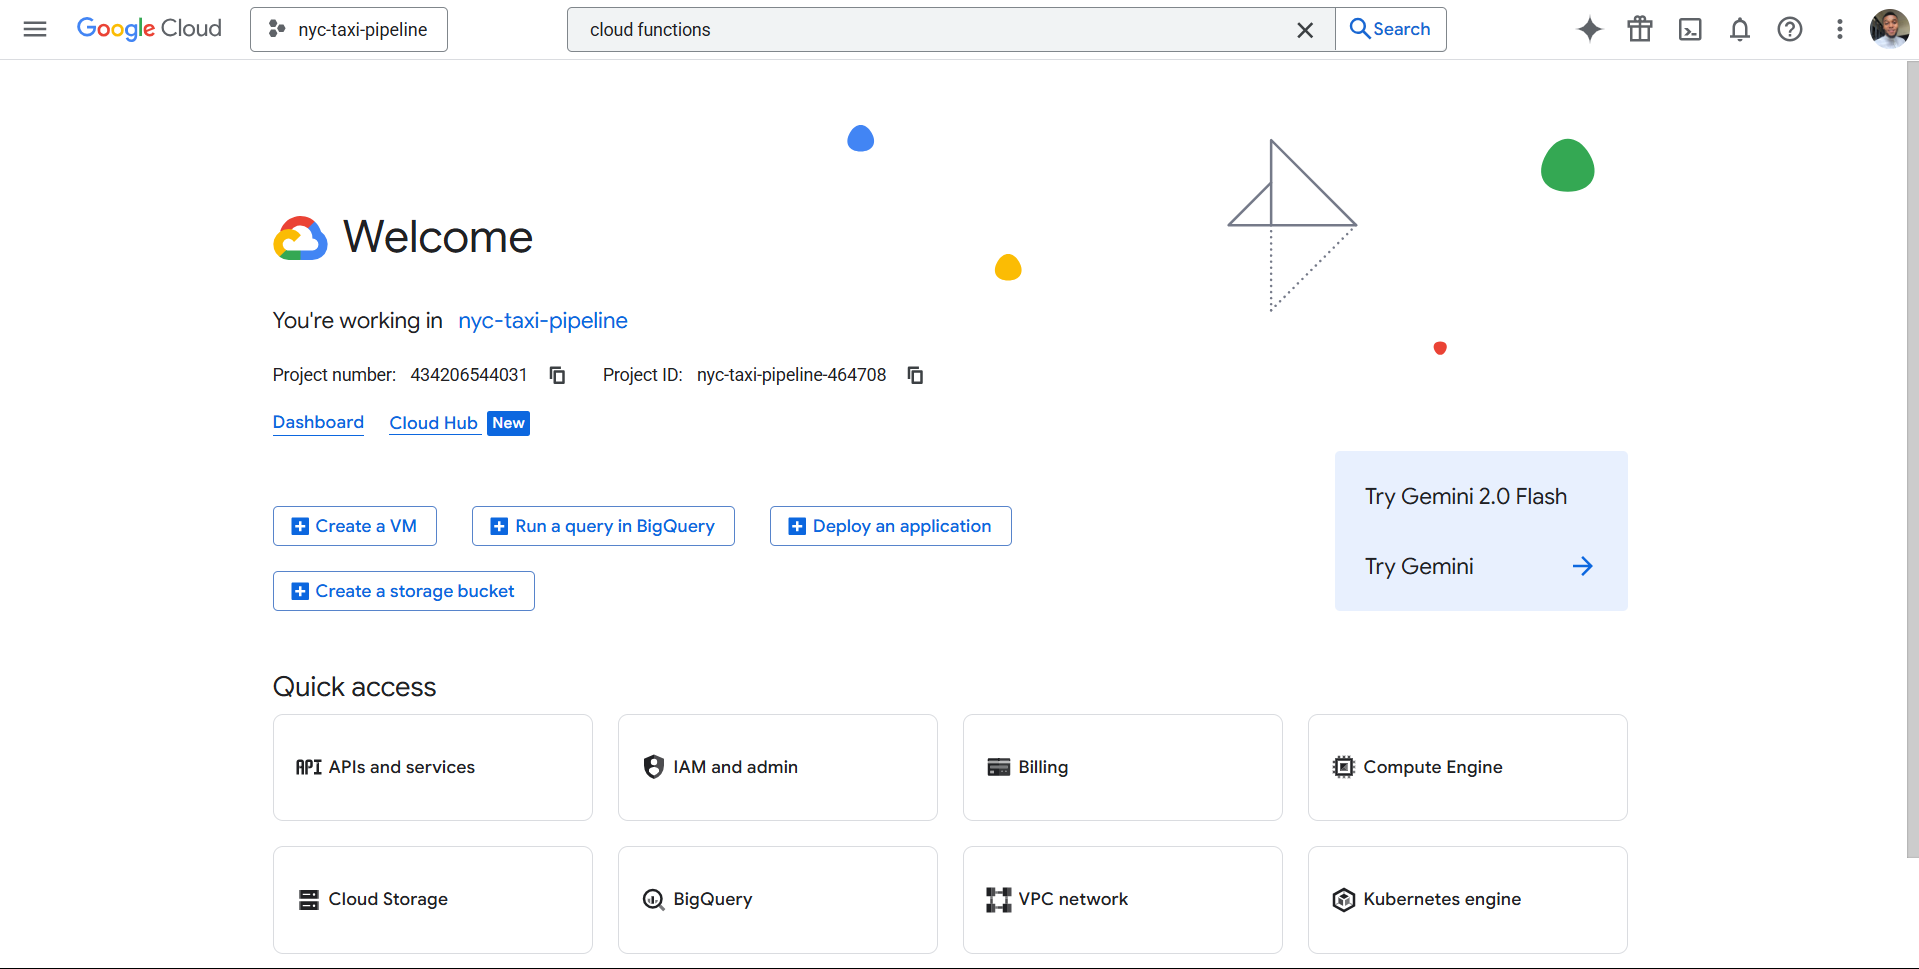 Google Cloud
nyc-taxi-pipeline
cloud functions
Search
Welcome
You're working in nyc-taxi-pipeline
Project number: 434206544031 Project ID: nyc-taxi-pipeline-464708
Dashboard Cloud Hub New
Create a VM
Run a query in BigQuery
Deploy an application
Create a storage bucket
Try Gemini 2.0 Flash
Try Gemini
Quick access
API APIs and services
IAM and admin
Billing
Compute Engine
Cloud Storage
BigQuery
VPC network
Kubernetes engine